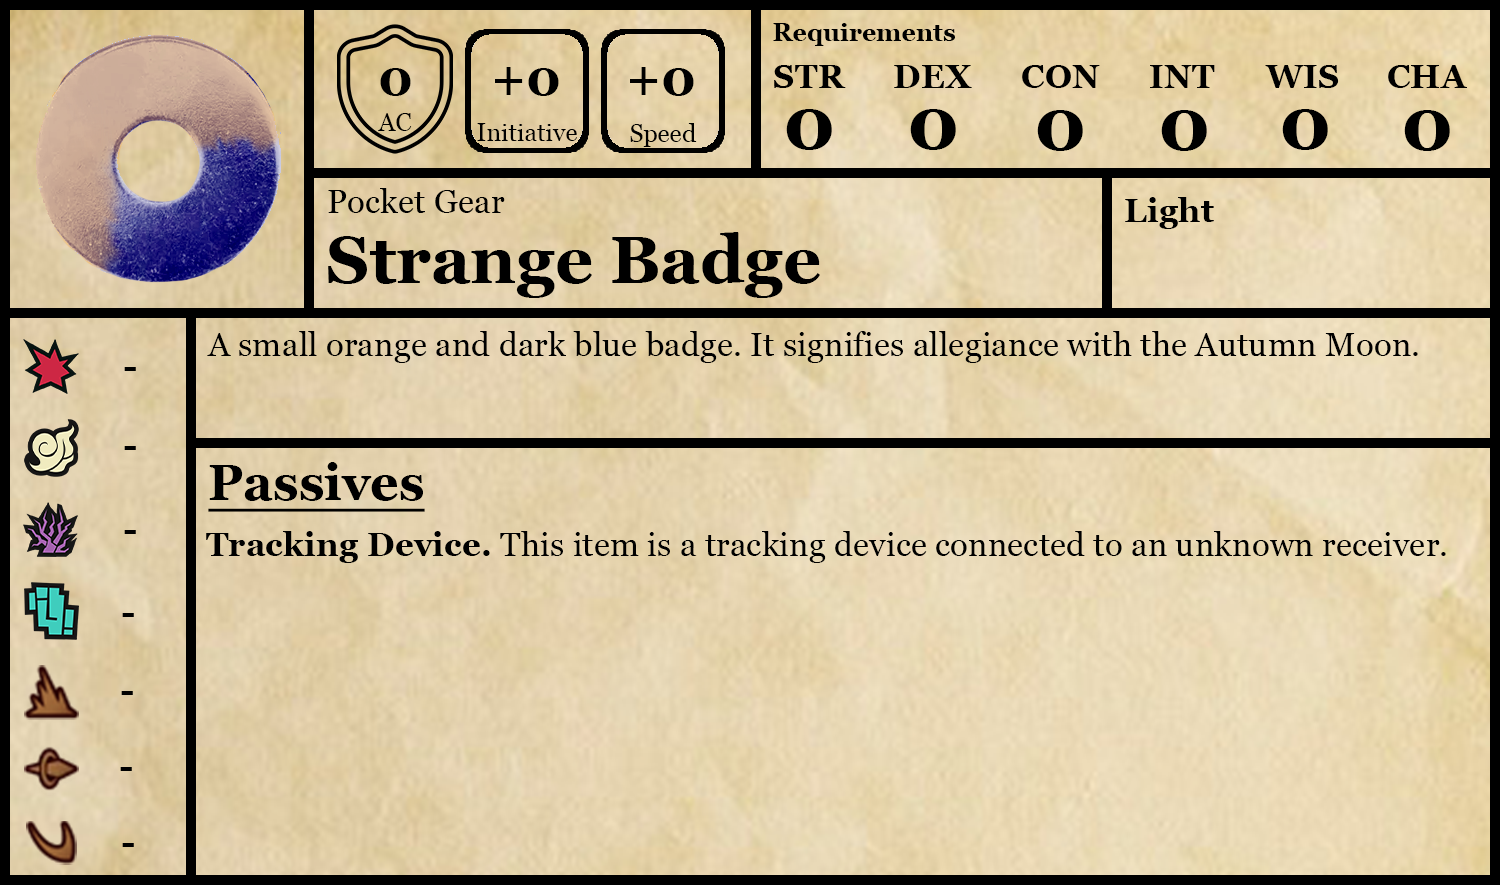 0
AC
+0
Initiative
+0
Speed
Requirements
STR DEX CON INT WIS CHA
0 0 0 0 0 0
Pocket Gear
Strange Badge
Light
A small orange and dark blue badge. It signifies allegiance with the Autumn Moon.
-
-
-
-
-
-
-
Passives
Tracking Device. This item is a tracking device connected to an unknown receiver.